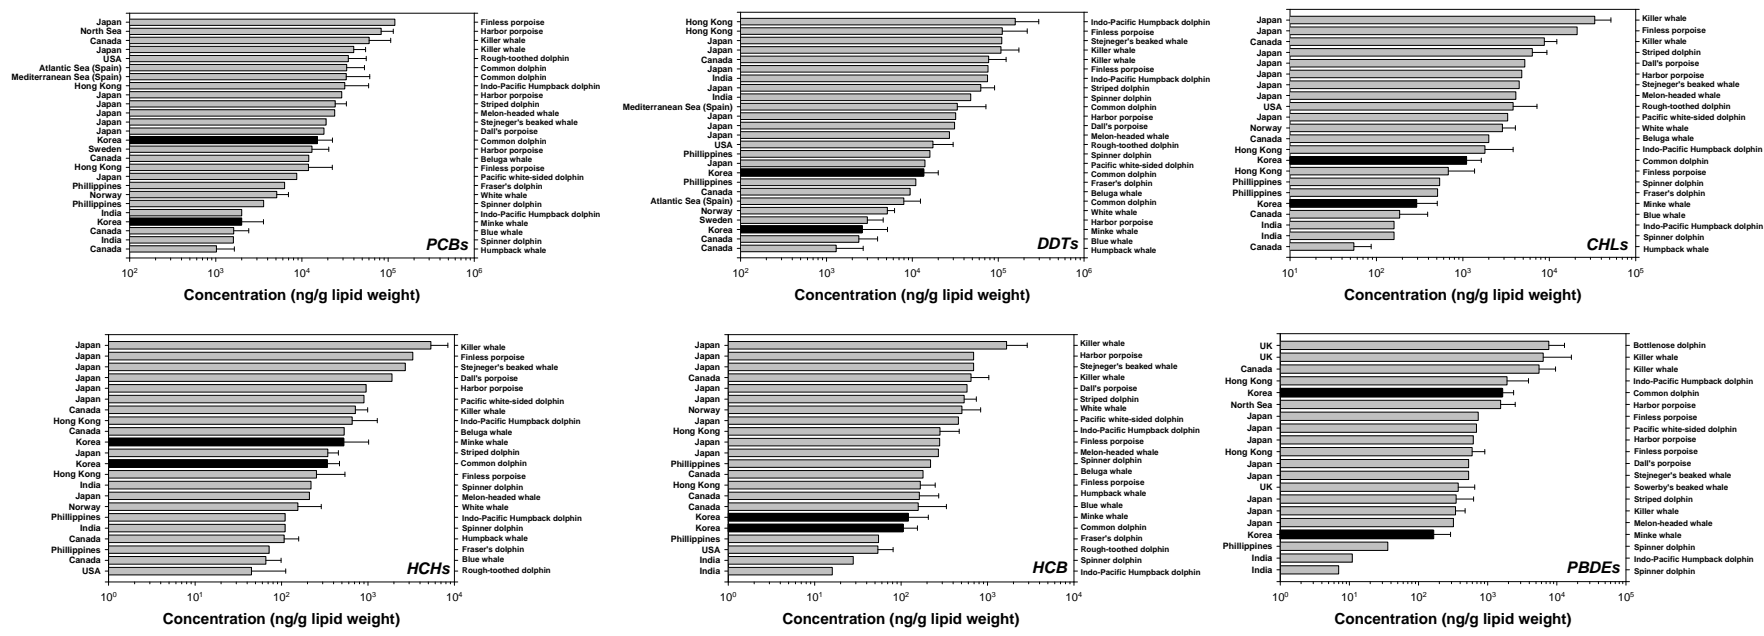 Japan Finless porpoise
North Sea Harbor porpoise
Canada Killer whale
Japan Killer whale
USA Rough-toothed dolphin
Atlantic Sea (Spain) Common dolphin
Mediterranean Sea (Spain) Common dolphin
Hong Kong Indo-Pacific Humpback dolphin
Japan Harbor porpoise
Japan Striped dolphin
Japan Melon-headed whale
Japan Stejneger's beaked whale
Japan Dall's porpoise
Korea Common dolphin
Sweden Harbor porpoise
Canada Beluga whale
Hong Kong Finless porpoise
Japan Pacific white-sided dolphin
Phillippines Fraser's dolphin
Norway White whale
Phillippines Spinner dolphin
India Indo-Pacific Humpback dolphin
Korea Minke whale
Canada Blue whale
India Spinner dolphin
Canada Humpback whale
PCBs
10² 10³ 10⁴ 10⁵ 10⁶
Concentration (ng/g lipid weight)
Hong Kong Indo-Pacific Humpback dolphin
Hong Kong Finless porpoise
Japan Stejneger's beaked whale
Japan Killer whale
Canada Killer whale
Japan Finless porpoise
India Indo-Pacific Humpback dolphin
Japan Striped dolphin
India Spinner dolphin
Mediterranean Sea (Spain) Common dolphin
Japan Harbor porpoise
Japan Dall's porpoise
Japan Melon-headed whale
USA Rough-toothed dolphin
Phillippines Spinner dolphin
Japan Pacific white-sided dolphin
Korea Common dolphin
Phillippines Fraser's dolphin
Canada Beluga whale
Atlantic Sea (Spain) Common dolphin
Norway White whale
Sweden Harbor porpoise
Korea Minke whale
Canada Blue whale
Canada Humpback whale
DDTs
10² 10³ 10⁴ 10⁵ 10⁶
Concentration (ng/g lipid weight)
Japan Killer whale
Japan Finless porpoise
Canada Killer whale
Japan Striped dolphin
Japan Dall's porpoise
Japan Harbor porpoise
Japan Stejneger's beaked whale
Japan Melon-headed whale
USA Rough-toothed dolphin
Japan Pacific white-sided dolphin
Norway White whale
Canada Beluga whale
Hong Kong Indo-Pacific Humpback dolphin
Korea Common dolphin
Hong Kong Finless porpoise
Phillippines Spinner dolphin
Phillippines Fraser's dolphin
Korea Minke whale
Canada Blue whale
India Indo-Pacific Humpback dolphin
India Spinner dolphin
Canada Humpback whale
CHLs
10¹ 10² 10³ 10⁴ 10⁵
Concentration (ng/g lipid weight)
Japan Killer whale
Japan Finless porpoise
Japan Stejneger's beaked whale
Japan Dall's porpoise
Japan Harbor porpoise
Japan Pacific white-sided dolphin
Canada Killer whale
Hong Kong Indo-Pacific Humpback dolphin
Canada Beluga whale
Korea Minke whale
Japan Striped dolphin
Korea Common dolphin
Hong Kong Finless porpoise
India Spinner dolphin
Japan Melon-headed whale
Norway White whale
Phillippines Indo-Pacific Humpback dolphin
India Spinner dolphin
Canada Humpback whale
Phillippines Fraser's dolphin
Canada Blue whale
USA Rough-toothed dolphin
HCHs
10⁰ 10¹ 10² 10³ 10⁴
Concentration (ng/g lipid weight)
Japan Killer whale
Japan Harbor porpoise
Japan Stejneger's beaked whale
Canada Killer whale
Japan Dall's porpoise
Japan Striped dolphin
Norway White whale
Japan Pacific white-sided dolphin
Hong Kong Indo-Pacific Humpback dolphin
Japan Finless porpoise
Japan Melon-headed whale
Phillippines Spinner dolphin
Canada Beluga whale
Hong Kong Finless porpoise
Canada Humpback whale
Canada Blue whale
Korea Minke whale
Korea Common dolphin
Phillippines Fraser's dolphin
USA Rough-toothed dolphin
India Spinner dolphin
India Indo-Pacific Humpback dolphin
HCB
10⁰ 10¹ 10² 10³ 10⁴
Concentration (ng/g lipid weight)
UK Bottlenose dolphin
UK Killer whale
Canada Killer whale
Hong Kong Indo-Pacific Humpback dolphin
Korea Common dolphin
North Sea Harbor porpoise
Japan Finless porpoise
Japan Pacific white-sided dolphin
Japan Harbor porpoise
Hong Kong Finless porpoise
Japan Dall's porpoise
Japan Stejneger's beaked whale
UK Sowerby's beaked whale
Japan Striped dolphin
Japan Killer whale
Japan Melon-headed whale
Korea Minke whale
Phillippines Spinner dolphin
India Indo-Pacific Humpback dolphin
India Spinner dolphin
PBDEs
10⁰ 10¹ 10² 10³ 10⁴ 10⁵
Concentration (ng/g lipid weight)